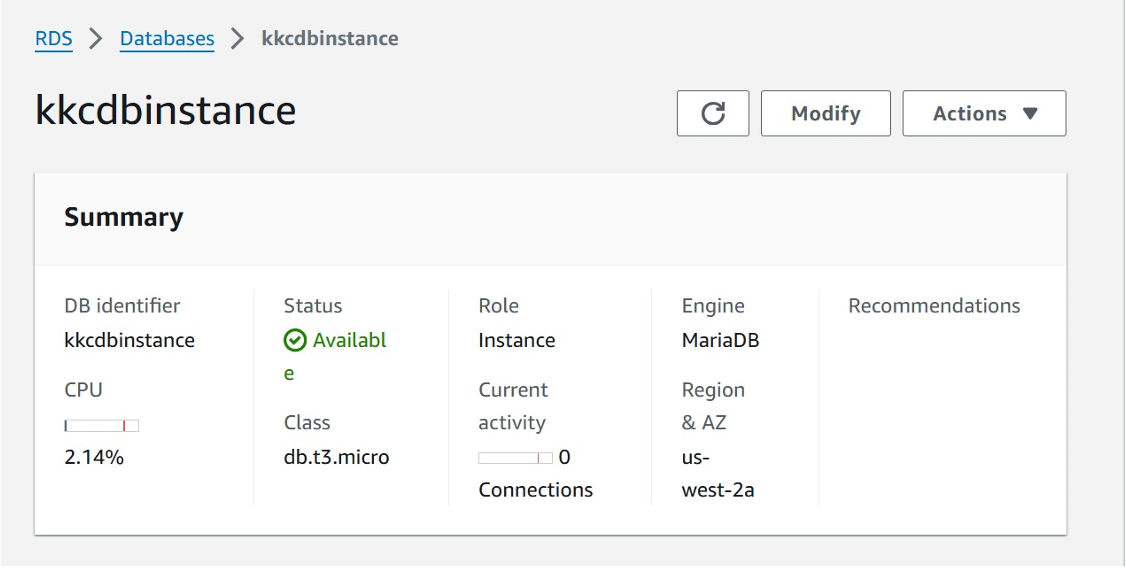 RDS > Databases > kkcdbinstance
kkcdbinstance
Modify
Actions
Summary
DB identifier
kkcdbinstance
CPU
2.14%
Status
Availabl
e
Class
db.t3.micro
Role
Instance
Current
activity
0
Connections
Engine
MariaDB
Region
& AZ
us-
west-2a
Recommendations